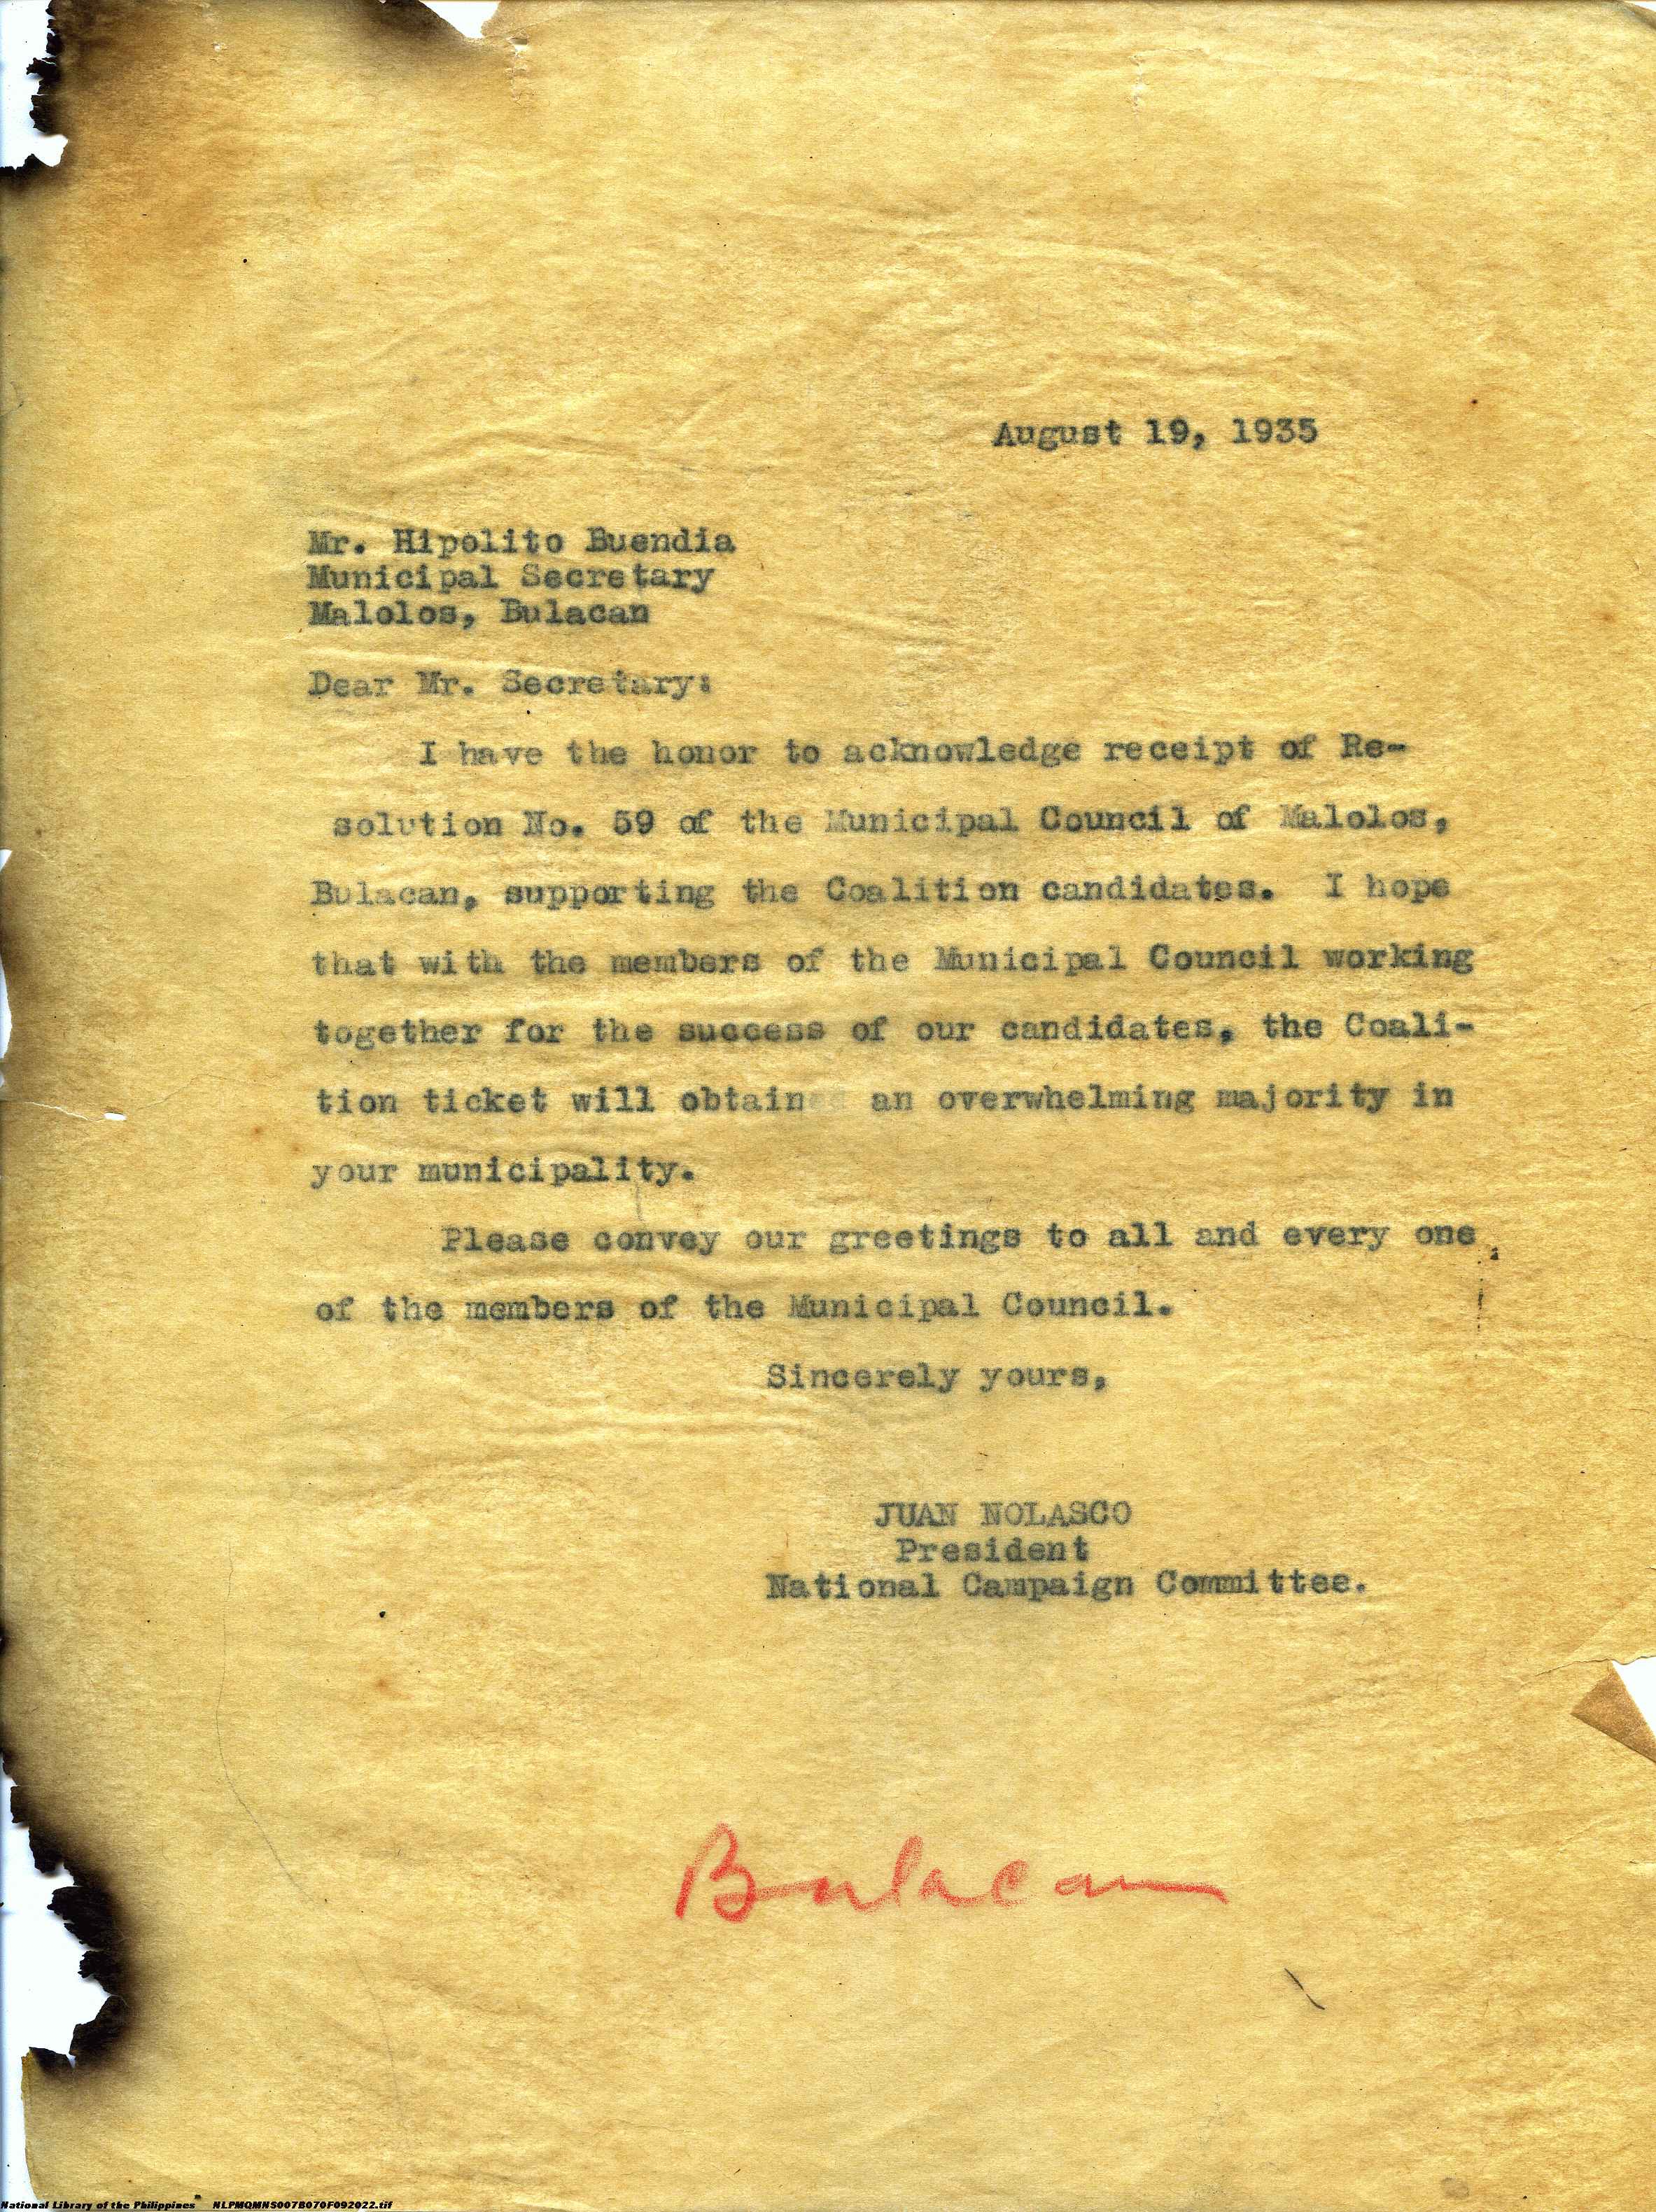 August 19, 1935
Mr. Hipolito Buendia
Municipal Secretary
Malolos, Bulacan
Dear Mr. Secretary:
I have the honor to acknowledge receipt of Re-
solution No. 59 of the Municipal Council of Malolos,
Bulacan, supporting the Coalition candidates. I hope
that with the members of the Municipal Council working
together for the success of our candidates, the Coali-
tion ticket will obtain an overwhelming majority in
your municipality.
Please convey our greetings to all and every one
of the members of the Municipal Council.
Sincerely yours,
JUAN NOLASCO
President
National Campaign Committee.
Bulacan
National Library of the Philippines NLPMQMNS007B070F092022.tif